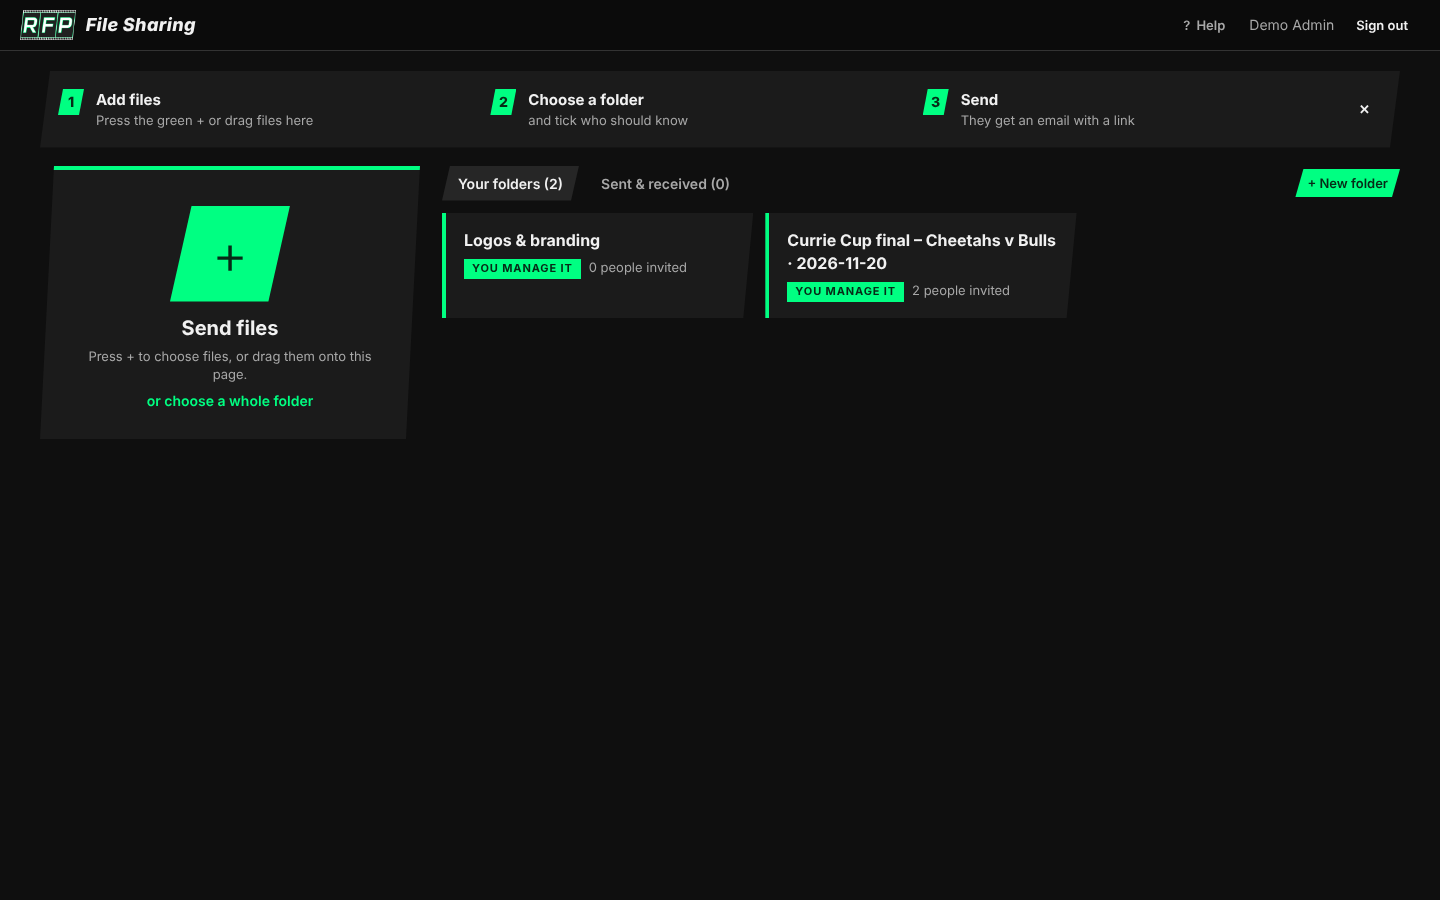 RFP File Sharing
? Help
Demo Admin
Sign out
1
Add files
Press the green + or drag files here
2
Choose a folder
and tick who should know
3
Send
They get an email with a link
×
+
Send files
Press + to choose files, or drag them onto this
page.
or choose a whole folder
Your folders (2)
Sent & received (0)
+ New folder
Logos & branding
YOU MANAGE IT 0 people invited
Currie Cup final – Cheetahs v Bulls
· 2026-11-20
YOU MANAGE IT 2 people invited